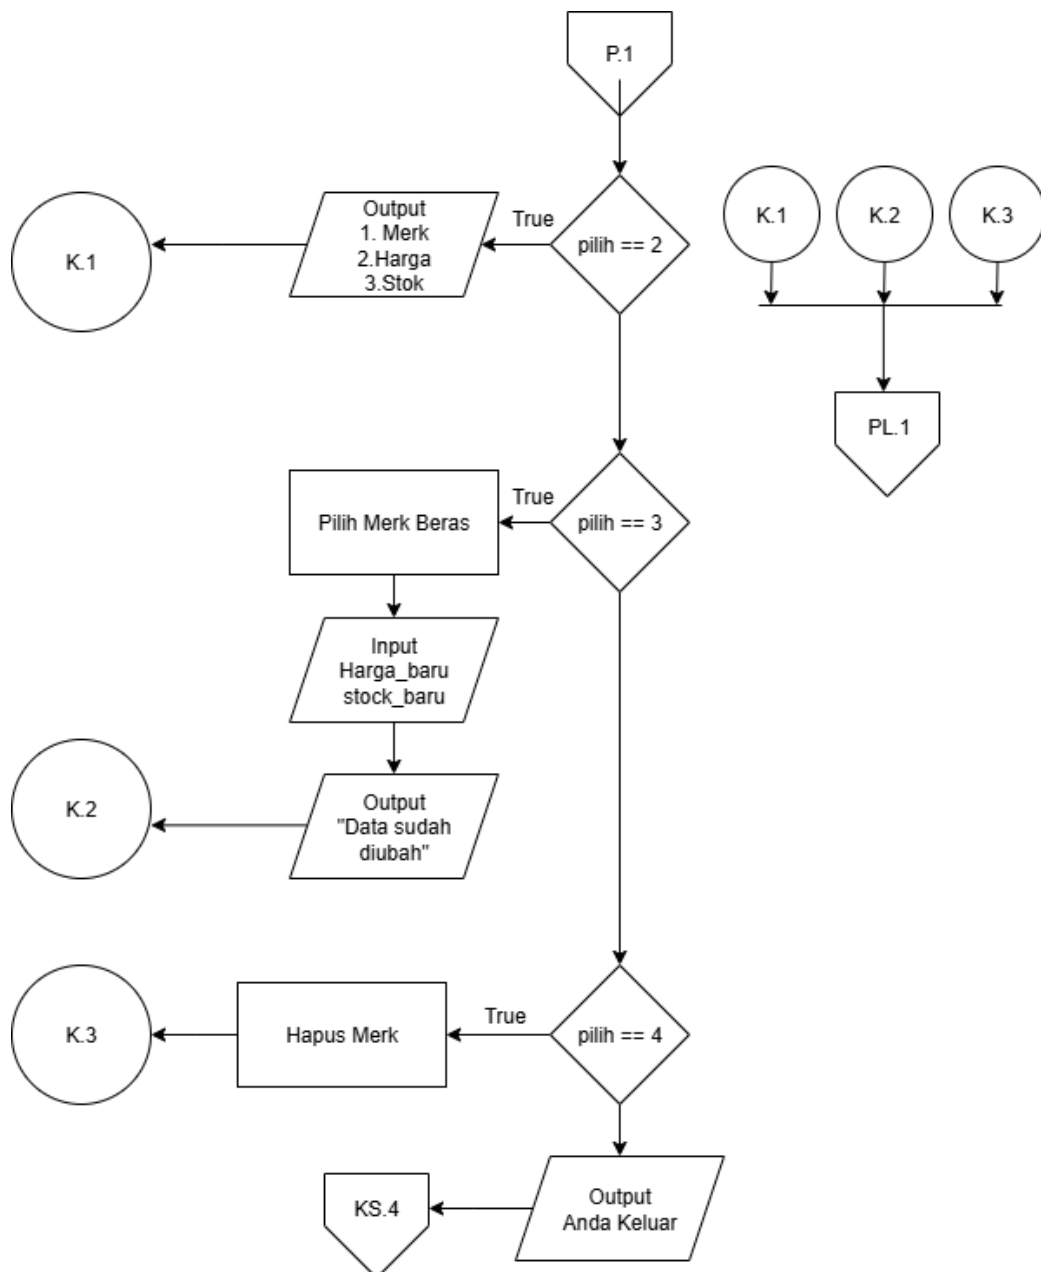 P.1
K.1
Output
1. Merk
2.Harga
3.Stok
True
pilih == 2
K.1
K.2
K.3
PL.1
Pilih Merk Beras
True
pilih == 3
Input
Harga_baru
stock_baru
K.2
Output
"Data sudah
diubah"
K.3
Hapus Merk
True
pilih == 4
KS.4
Output
Anda Keluar